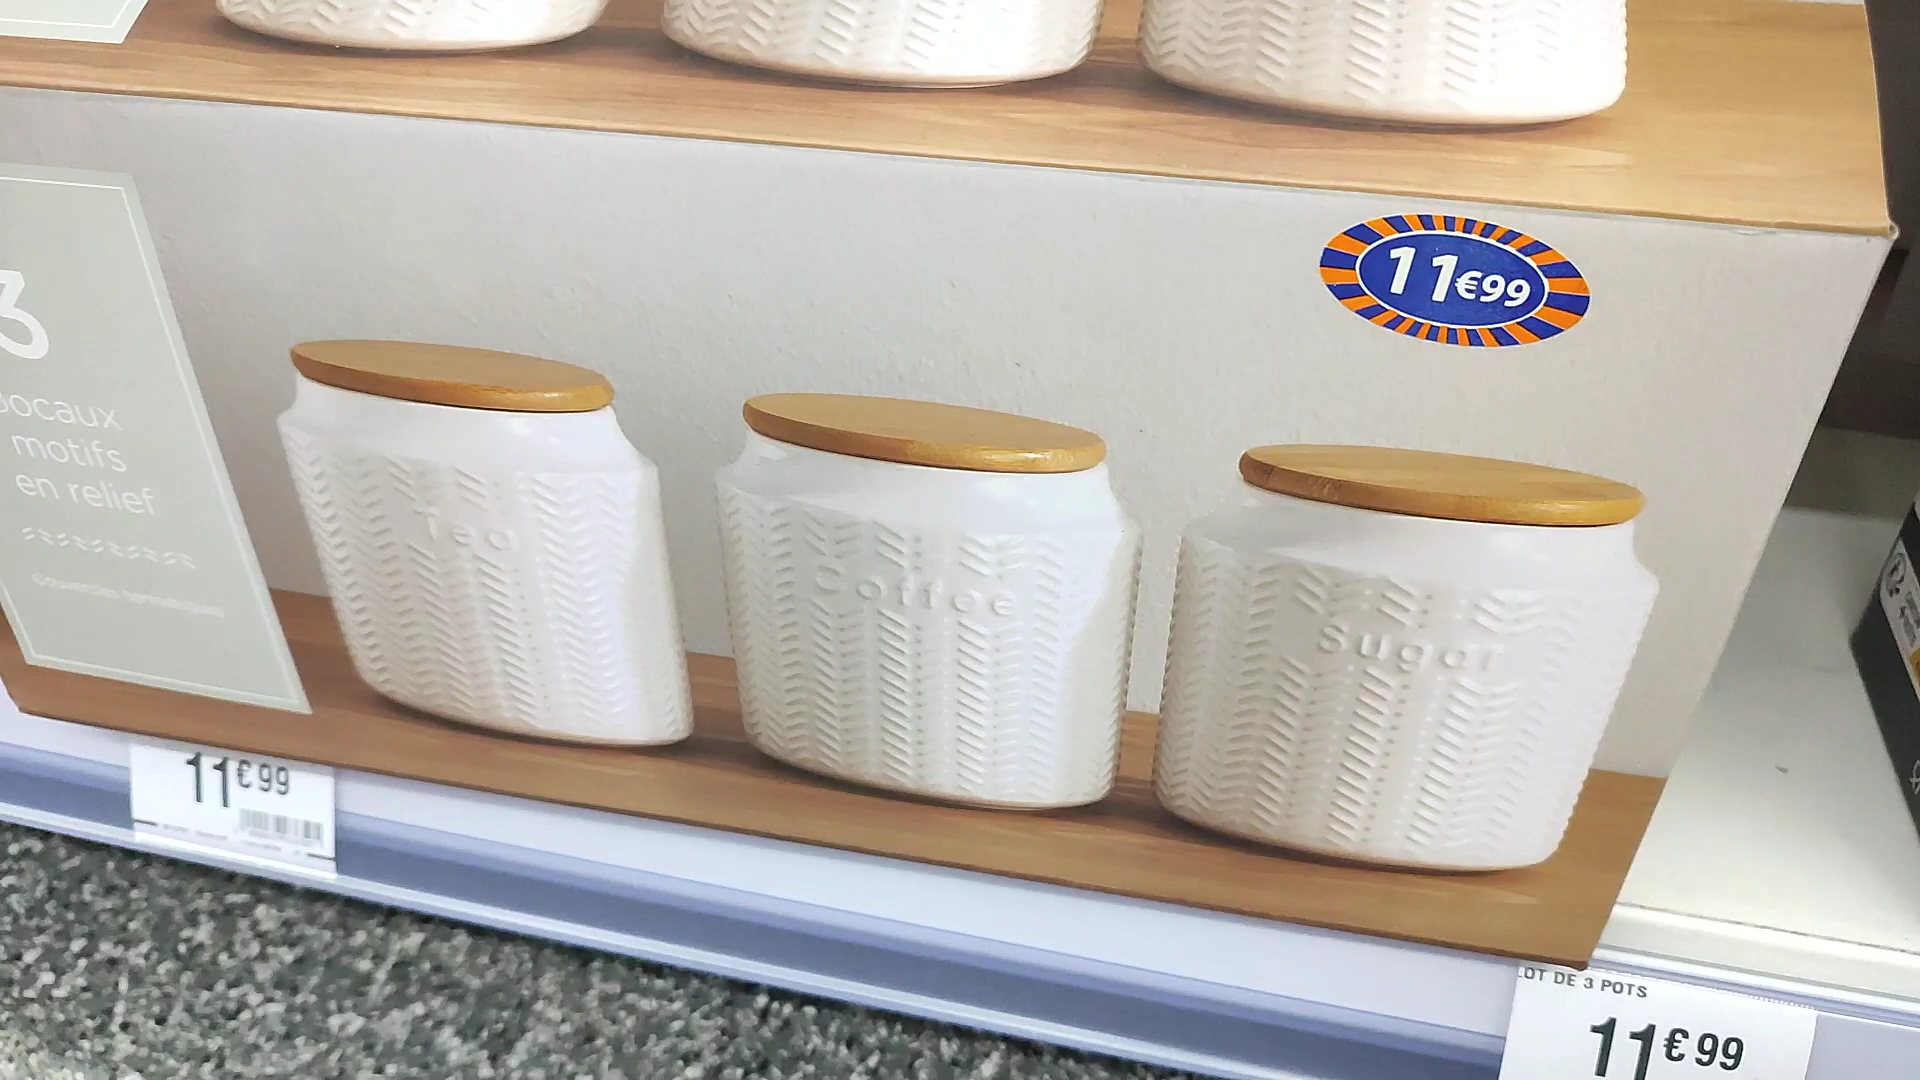 11€99
3
Bocaux
motifs
en relief
Tea
Coffee
Sugar
11€99
LOT DE 3 POTS
11€99